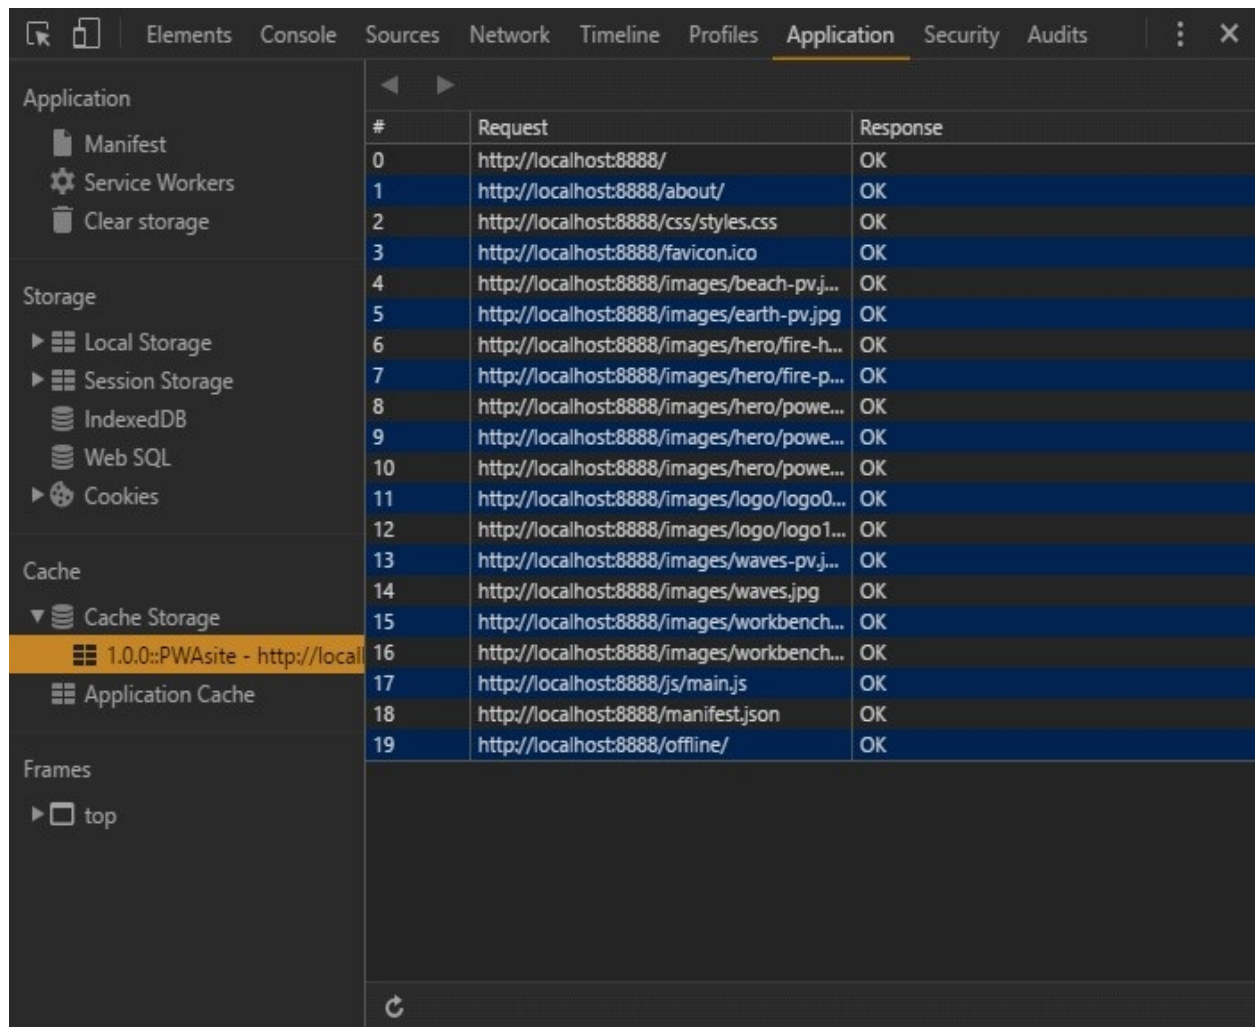 Elements Console Sources Network Timeline Profiles Application Security Audits
Application
Manifest
Service Workers
Clear storage
Storage
Local Storage
Session Storage
IndexedDB
Web SQL
Cookies
Cache
Cache Storage
1.0.0::PWAsite - http://locall
Application Cache
Frames
top
# Request Response
0 http://localhost:8888/ OK
1 http://localhost:8888/about/ OK
2 http://localhost:8888/css/styles.css OK
3 http://localhost:8888/favicon.ico OK
4 http://localhost:8888/images/beach-pv.j... OK
5 http://localhost:8888/images/earth-pv.jpg OK
6 http://localhost:8888/images/hero/fire-h... OK
7 http://localhost:8888/images/hero/fire-p... OK
8 http://localhost:8888/images/hero/powe... OK
9 http://localhost:8888/images/hero/powe... OK
10 http://localhost:8888/images/hero/powe... OK
11 http://localhost:8888/images/logo/logo0... OK
12 http://localhost:8888/images/logo/logo1... OK
13 http://localhost:8888/images/waves-pv.j... OK
14 http://localhost:8888/images/waves.jpg OK
15 http://localhost:8888/images/workbench... OK
16 http://localhost:8888/images/workbench... OK
17 http://localhost:8888/js/main.js OK
18 http://localhost:8888/manifest.json OK
19 http://localhost:8888/offline/ OK